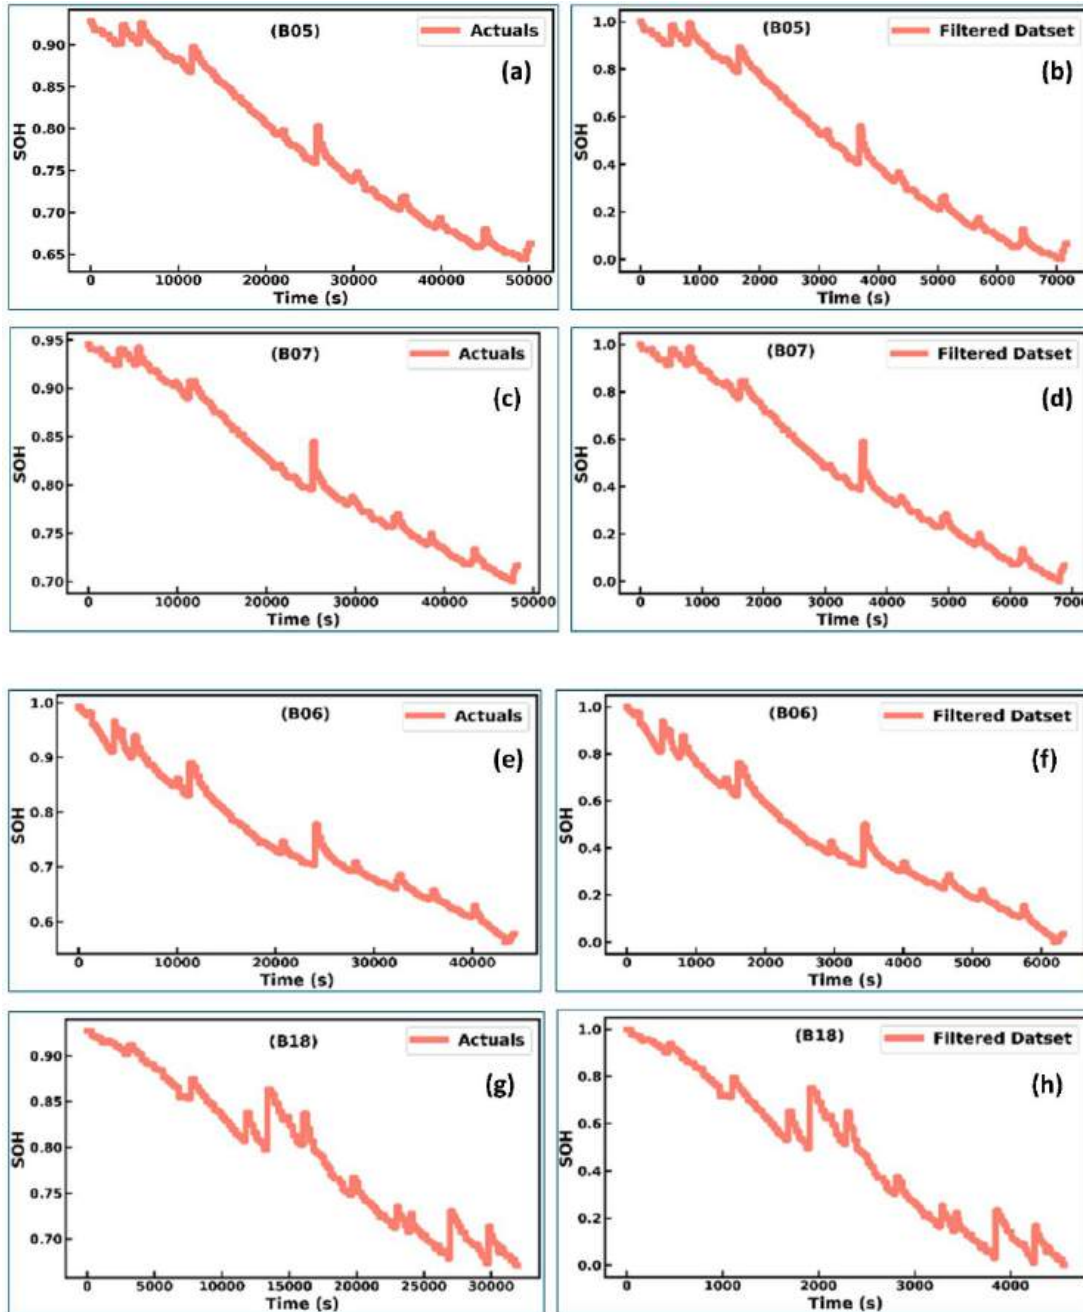 (B05)
Actuals
(a)
0.90
0.85
0.80
0.75
0.70
0.65
SOH
0 10000 20000 30000 40000 50000
Time (s)
(B05)
Filtered Datset
(b)
1.0
0.8
0.6
0.4
0.2
0.0
SOH
0 1000 2000 3000 4000 5000 6000 7000
Time (s)
(B07)
Actuals
(c)
0.95
0.90
0.85
0.80
0.75
0.70
SOH
0 10000 20000 30000 40000 50000
Time (s)
(B07)
Filtered Datset
(d)
1.0
0.8
0.6
0.4
0.2
0.0
SOH
0 1000 2000 3000 4000 5000 6000 7000
Time (s)
(B06)
Actuals
(e)
1.0
0.9
0.8
0.7
0.6
SOH
0 10000 20000 30000 40000
Time (s)
(B06)
Filtered Datset
(f)
1.0
0.8
0.6
0.4
0.2
0.0
SOH
0 1000 2000 3000 4000 5000 6000
Time (s)
(B18)
Actuals
(g)
0.90
0.85
0.80
0.75
0.70
SOH
0 5000 10000 15000 20000 25000 30000
Time (s)
(B18)
Filtered Datset
(h)
1.0
0.8
0.6
0.4
0.2
0.0
SOH
0 1000 2000 3000 4000
Time (s)